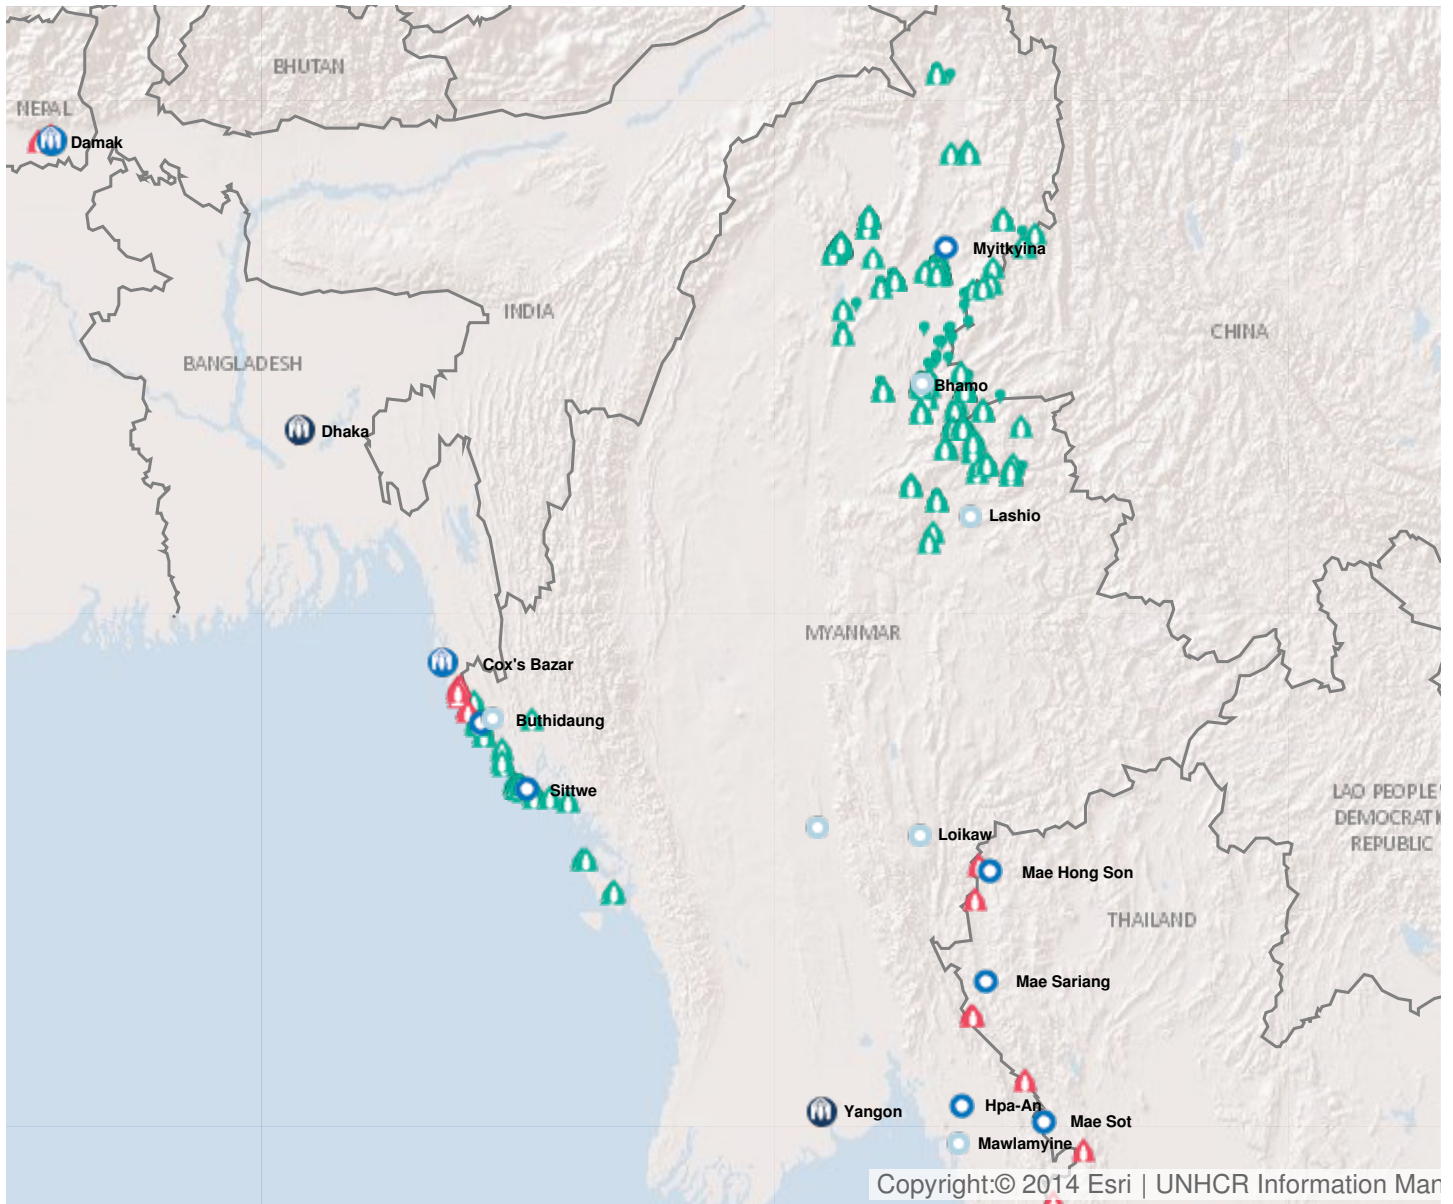 BHUTAN
NEPAL
Damak
Myitkyina
INDIA
CHINA
BANGLADESH
Bhamo
Dhaka
Lashio
MYANMAR
Cox's Bazar
Buthidaung
Sittwe
LAO PEOPLE'
DEMOCRATI
REPUBLIC
Loikaw
Mae Hong Son
THAILAND
Mae Sariang
Hpa-An
Yangon
Mae Sot
Mawlamyine
Copyright:© 2014 Esri | UNHCR Information Man